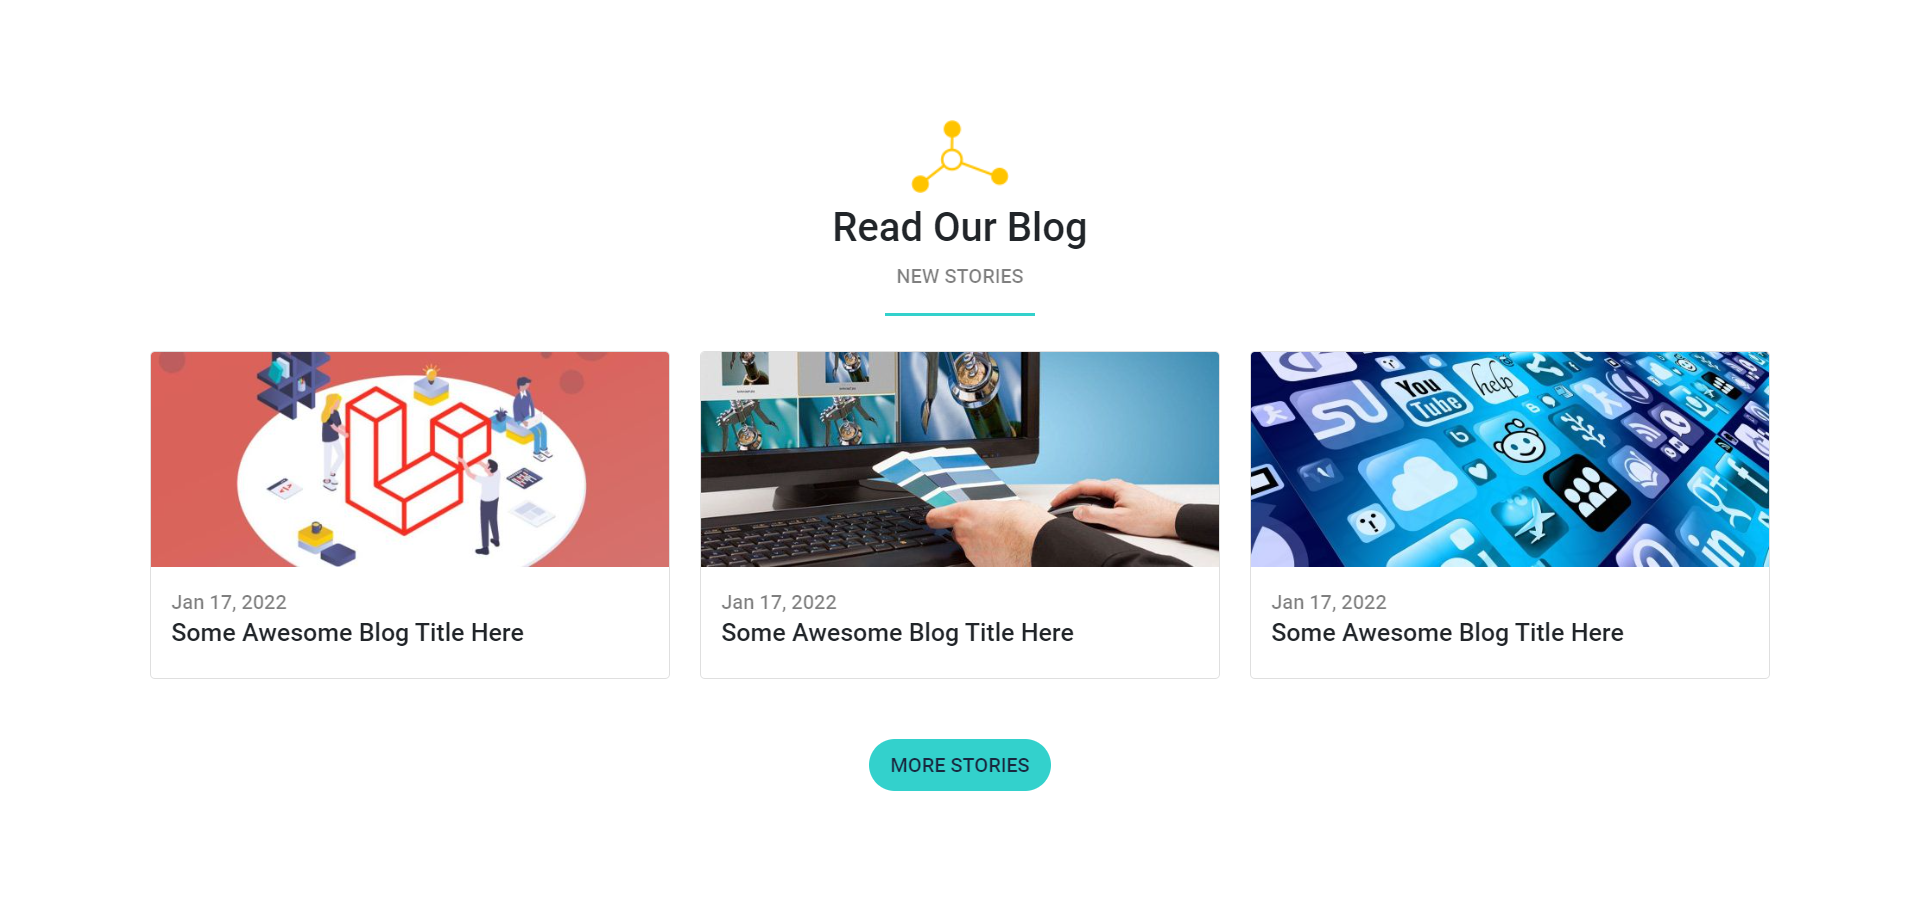 Read Our Blog
NEW STORIES
You
Tube
help
in
Jan 17, 2022
Some Awesome Blog Title Here
Jan 17, 2022
Some Awesome Blog Title Here
Jan 17, 2022
Some Awesome Blog Title Here
MORE STORIES